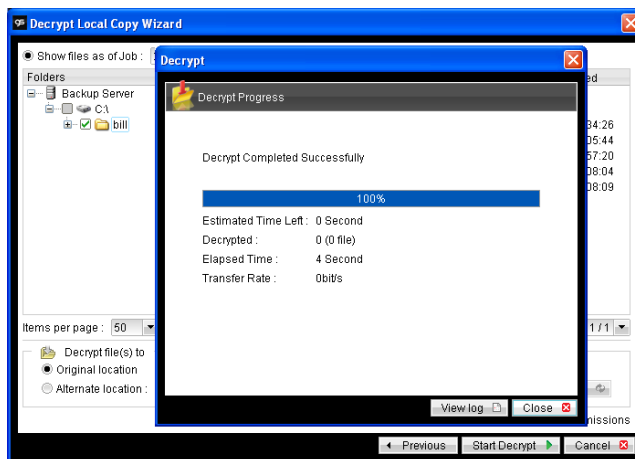 Decrypt Local Copy Wizard
Show files as of Job :
Decrypt
Folders
Backup Server
C:\
bill
Decrypt Progress
Decrypt Completed Successfully
100%
Estimated Time Left : 0 Second
Decrypted : 0 (0 file)
Elapsed Time : 4 Second
Transfer Rate : 0bit/s
ed
34:26
05:44
57:20
08:04
08:09
Items per page : 50
1 / 1
Decrypt file(s) to
Original location
Alternate location :
View log
Close
missions
Previous
Start Decrypt
Cancel